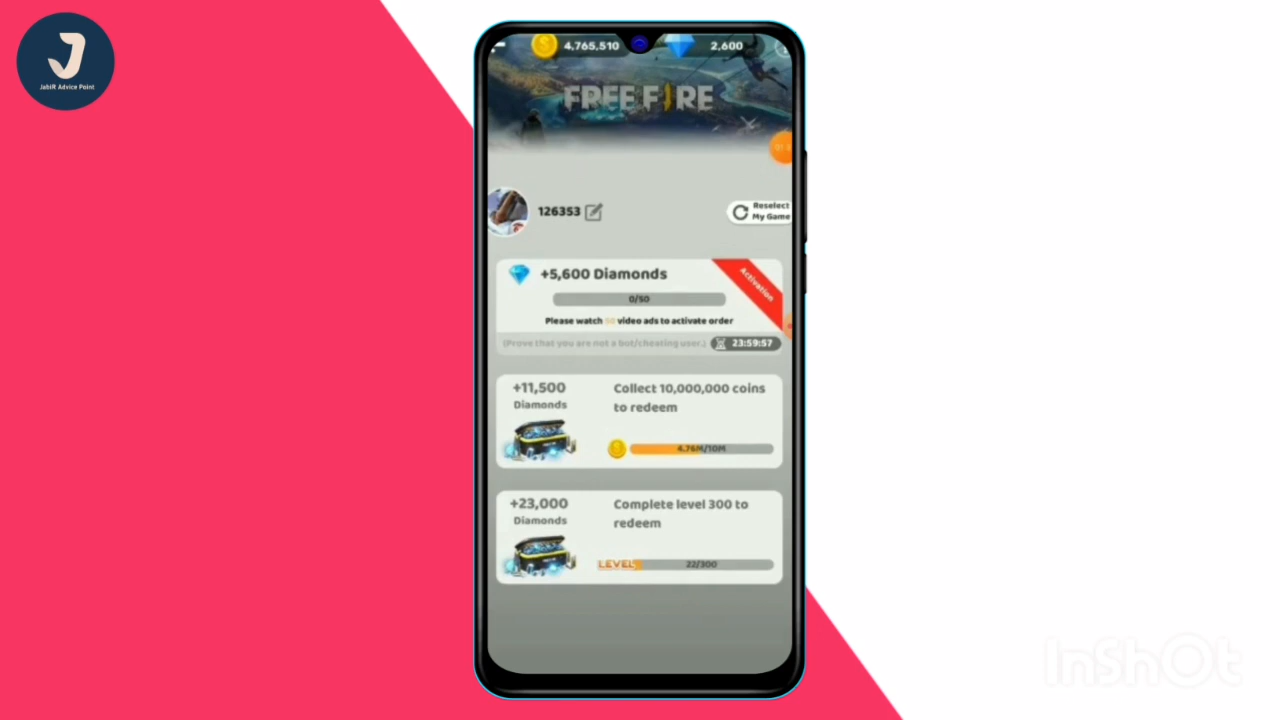 JabIR Advice Point
4,765,510
2,600
FREE FIRE
126353
Reselect
My Game
+5,600 Diamonds
Activation
0/50
Please watch 50 video ads to activate order
(Prove that you are not a bot/cheating user.)
23:59:57
+11,500
Diamonds
Collect 10,000,000 coins
to redeem
4.76M/10M
+23,000
Diamonds
Complete level 300 to
redeem
LEVEL
22/300
InShOt